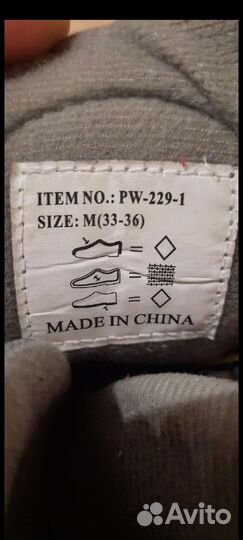 ITEM NO.: PW-229-1
SIZE: M(33-36)
=
=
=
MADE IN CHINA
Avito